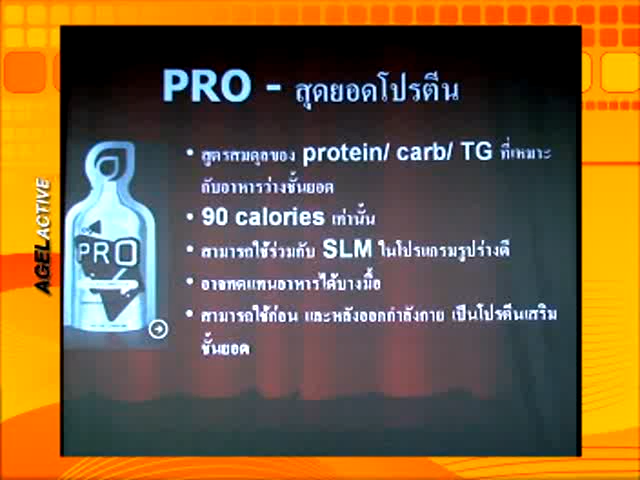 PRO - สุดยอดโปรตีน
• สูตรสมดุลของ protein/ carb/ TG ที่เหมาะ
กับอาหารว่างชั้นยอด
• 90 calories เท่านั้น
• สามารถใช้ร่วมกับ SLM ในโปรแกรมรูปร่างดี
• อาจทดแทนอาหารได้บางมื้อ
• สามารถใช้ก่อน และหลังออกกำลังกาย เป็นโปรตีนเสริม
ชั้นยอด
PRO
AGELACTIVE